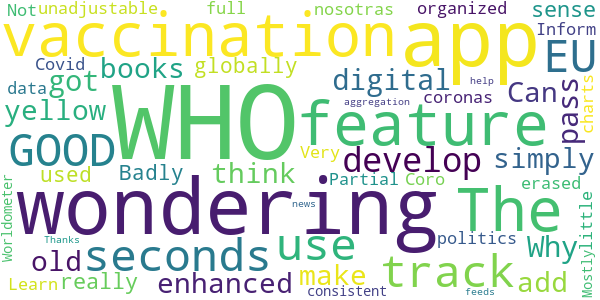 Not unadjustable full nosotras organized sense
vaccination app Inform
Covid got books globally EU
data WHO digital coronas Can pass charts
yellow feature
GOOD develop simply
Badly think Very
used Partial Coro erased
wondering The
Worldometer news politics Why Mostlylittle
Thanks old seconds use track add
Learn really enhanced make consistent feeds
aggregation help